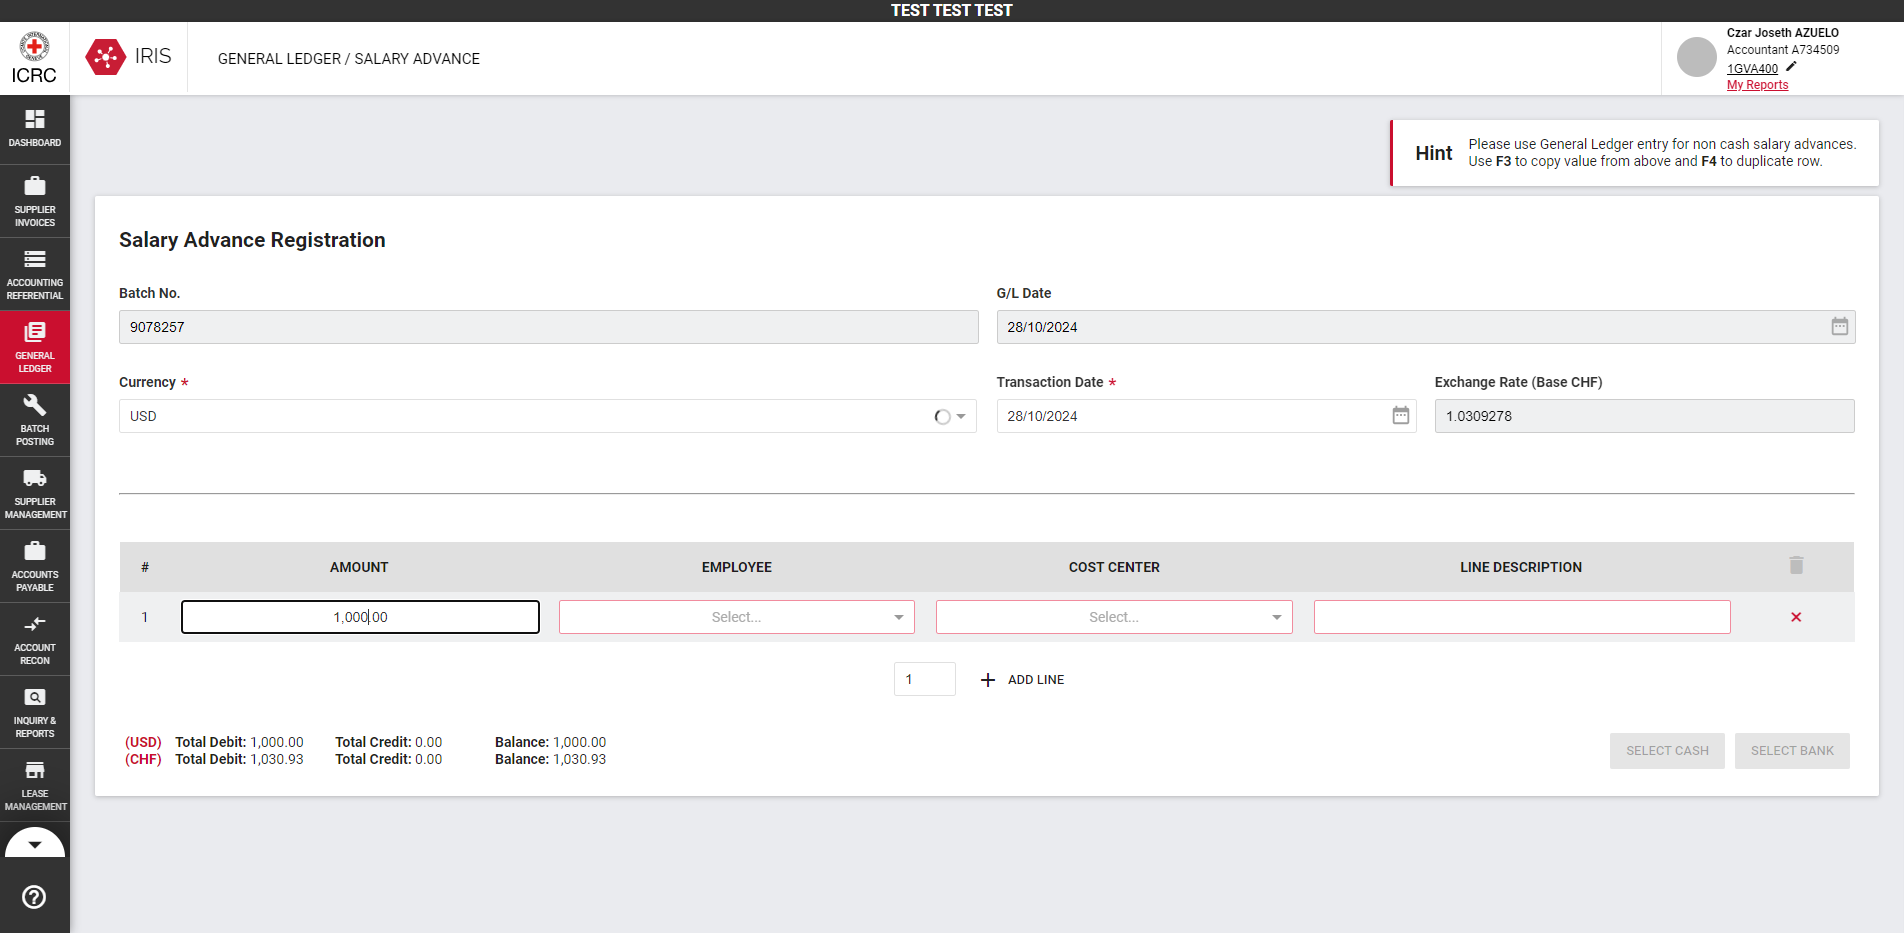 TEST TEST TEST
ICRC
IRIS
GENERAL LEDGER / SALARY ADVANCE
Czar Joseth AZUELO
Accountant A734509
1GVA400
My Reports
DASHBOARD
SUPPLIER
INVOICES
ACCOUNTING
REFERENTIAL
GENERAL
LEDGER
BATCH
POSTING
SUPPLIER
MANAGEMENT
ACCOUNTS
PAYABLE
ACCOUNT
RECON
INQUIRY &
REPORTS
LEASE
MANAGEMENT
Hint
Please use General Ledger entry for non cash salary advances.
Use F3 to copy value from above and F4 to duplicate row.
Salary Advance Registration
Batch No.
G/L Date
9078257
28/10/2024
Currency *
Transaction Date *
Exchange Rate (Base CHF)
USD
28/10/2024
1.0309278
# AMOUNT EMPLOYEE COST CENTER LINE DESCRIPTION
1 1,000.00 Select... Select...
1 ADD LINE
(USD) Total Debit: 1,000.00 Total Credit: 0.00 Balance: 1,000.00
(CHF) Total Debit: 1,030.93 Total Credit: 0.00 Balance: 1,030.93
SELECT CASH
SELECT BANK